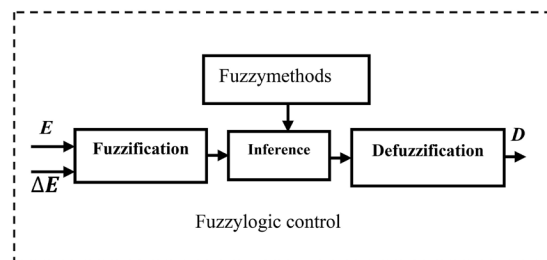 Fuzzymethods
E
Fuzzification
Inference
Defuzzification
D
ΔE
Fuzzylogic control